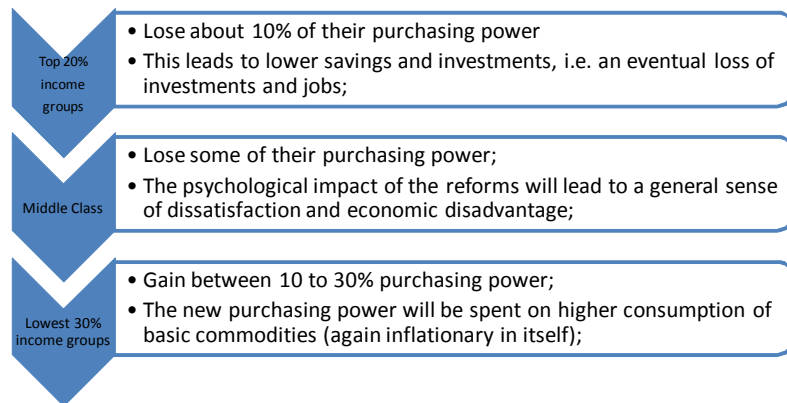 Top 20%
income
groups
• Lose about 10% of their purchasing power
• This leads to lower savings and investments, i.e. an eventual loss of
investments and jobs;
Middle Class
• Lose some of their purchasing power;
• The psychological impact of the reforms will lead to a general sense
of dissatisfaction and economic disadvantage;
Lowest 30%
income groups
• Gain between 10 to 30% purchasing power;
• The new purchasing power will be spent on higher consumption of
basic commodities (again inflationary in itself);